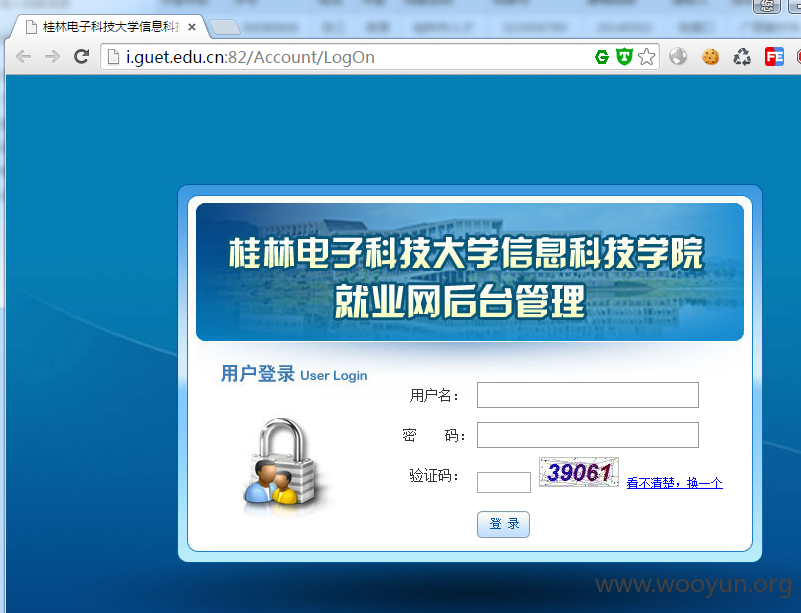 桂林电子科技大学信息科技
i.guet.edu.cn:82/Account/LogOn
桂林电子科技大学信息科技学院
就业网后台管理
用户登录 User Login
用户名：
密 码：
验证码： 39061 看不清楚，换一个
登 录
www.wooyun.org